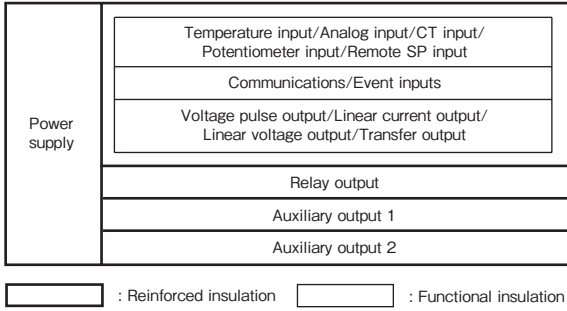 Power
supply
Temperature input/Analog input/CT input/
Potentiometer input/Remote SP input
Communications/Event inputs
Voltage pulse output/Linear current output/
Linear voltage output/Transfer output
Relay output
Auxiliary output 1
Auxiliary output 2
: Reinforced insulation
: Functional insulation